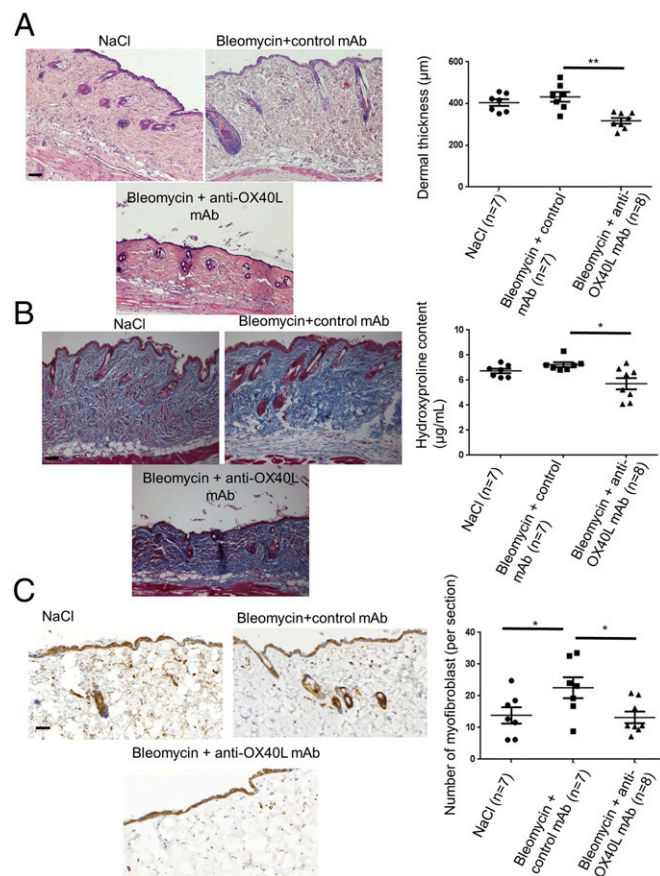 A
NaCl
Bleomycin+control mAb
Bleomycin + anti-OX40L
mAb
Dermal thickness (µm)
600
400
200
0
**
NaCl (n=7)
Bleomycin + control
mAb (n=7)
Bleomycin + anti-
OX40L mAb (n=8)
B
NaCl
Bleomycin+control mAb
Bleomycin + anti-OX40L
mAb
Hydroxyproline content
(µg/mL)
10
8
6
4
2
0
*
NaCl (n=7)
Bleomycin + control
mAb (n=7)
Bleomycin + anti-
OX40L mAb (n=8)
C
NaCl
Bleomycin+control mAb
Bleomycin + anti-OX40L mAb
Number of myofibroblast (per section)
40
30
20
10
0
*
*
NaCl (n=7)
Bleomycin +
control mAb (n=7)
Bleomycin + anti-
OX40L mAb (n=8)